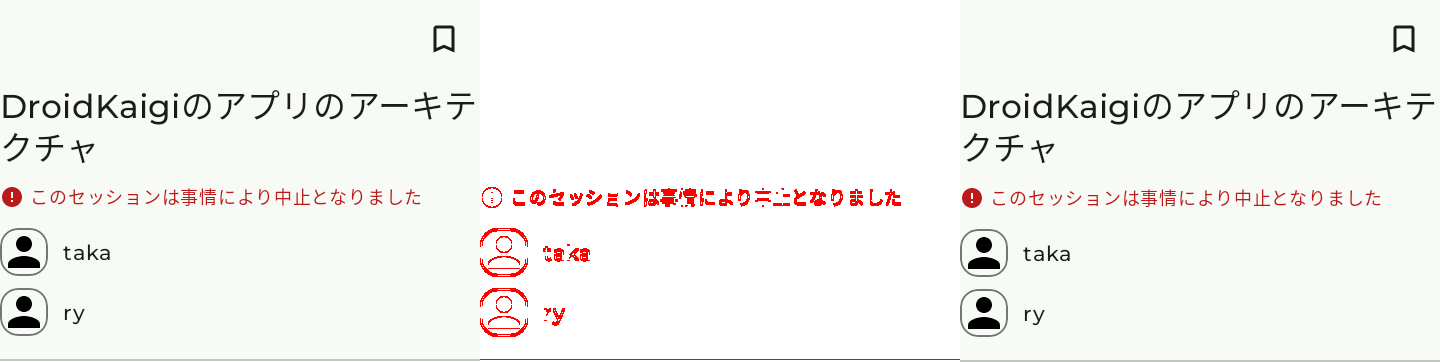 DroidKaigiのアプリのアーキテ
クチャ
このセッションは事情により中止となりました
taka
ry
このセッションは事情により中止となりました
taka
ry
DroidKaigiのアプリのアーキテ
クチャ
このセッションは事情により中止となりました
taka
ry